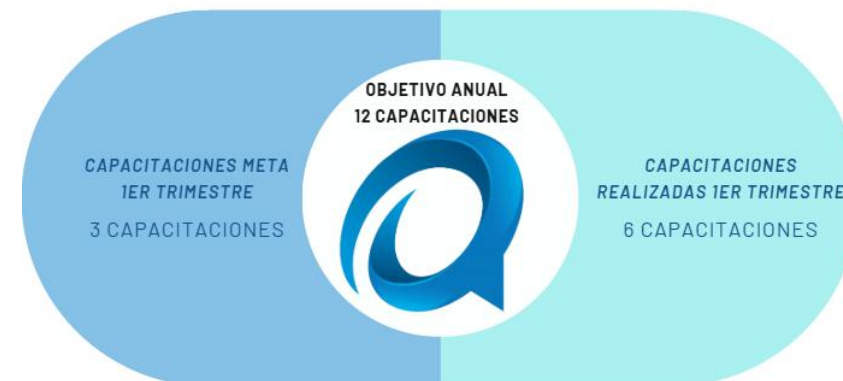 OBJETIVO ANUAL
12 CAPACITACIONES
CAPACITACIONES META
1ER TRIMESTRE
3 CAPACITACIONES
CAPACITACIONES
REALIZADAS 1ER TRIMESTRE
6 CAPACITACIONES